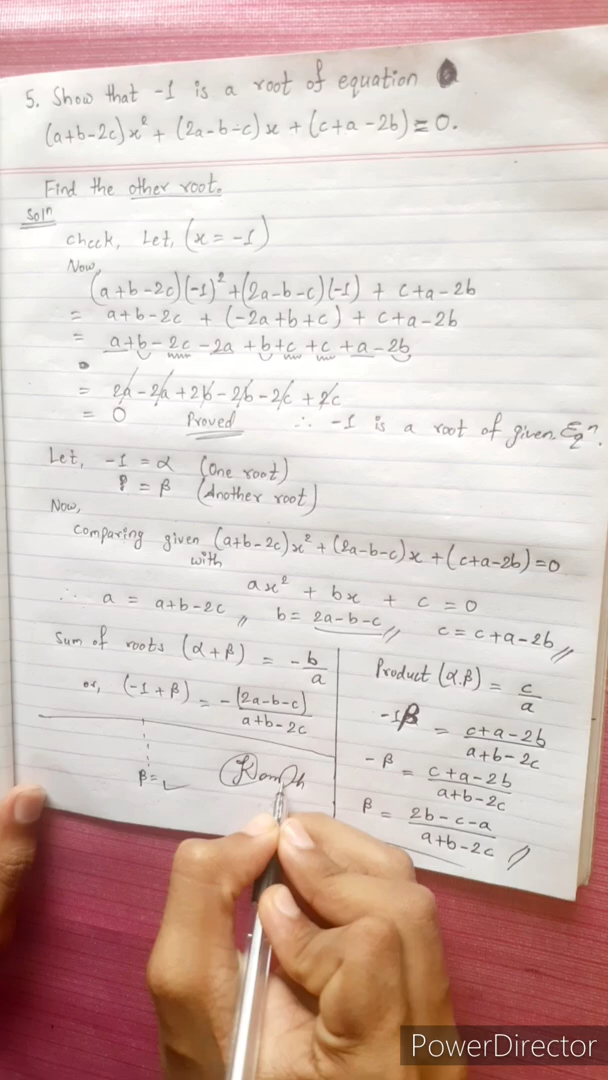 5. Show that -1 is a root of equation
(a+b-2c)x² + (2a-b-c)x + (c+a-2b) = 0.
Find the other root.
Solⁿ
check, Let, (x = -1)
Now,
(a+b-2c)(-1)² + (2a-b-c)(-1) + c+a-2b
= a+b-2c + (-2a+b+c) + c+a-2b
= a+b-2c-2a+b+c+c+a-2b
= 2a-2a+2b-2b-2c+2c
= 0 Proved ∴ -1 is a root of given Eqⁿ.
Let, -1 = α (One root)
? = β (Another root)
Now,
comparing given (a+b-2c)x² + (2a-b-c)x + (c+a-2b)=0
with
ax² + bx + c = 0
∴ a = a+b-2c,, b = 2a-b-c// c = c+a-2b//
Sum of roots (α+β) = -b/a
or, (-1+β) = -(2a-b-c)/a+b-2c
β =
Product (α.β) = c/a
-1β = c+a-2b/a+b-2c
-β = c+a-2b/a+b-2c
β = 2b-c-a/a+b-2c //
PowerDirector